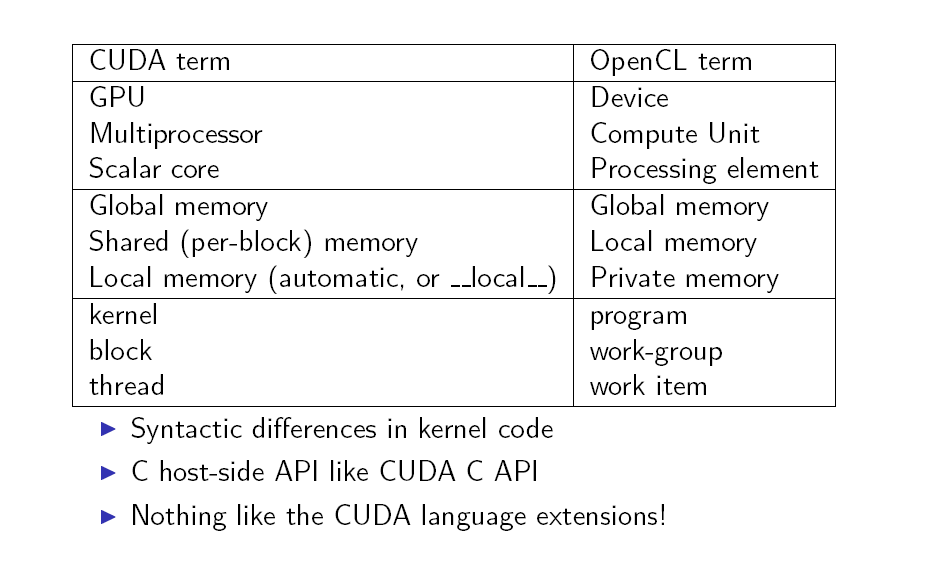 CUDA term OpenCL term
GPU Device
Multiprocessor Compute Unit
Scalar core Processing element
Global memory Global memory
Shared (per-block) memory Local memory
Local memory (automatic, or __local__) Private memory
kernel program
block work-group
thread work item
Syntactic differences in kernel code
C host-side API like CUDA C API
Nothing like the CUDA language extensions!